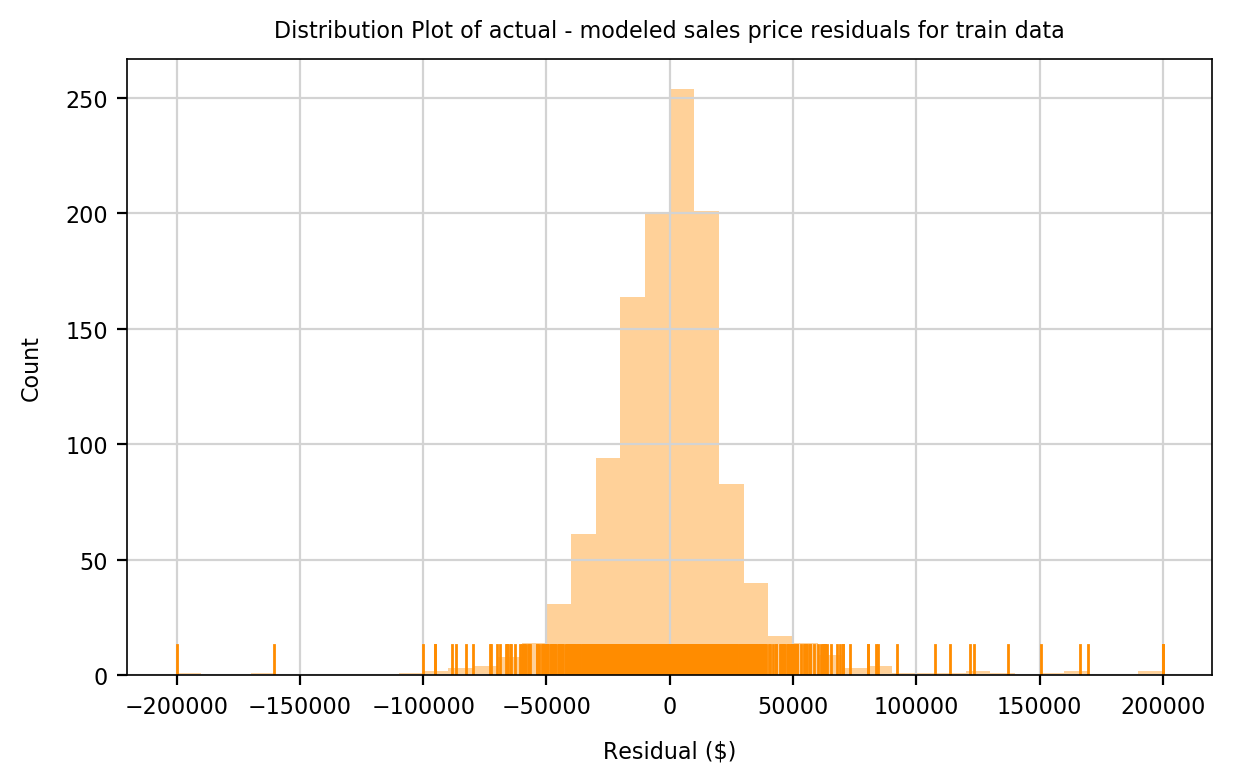 Distribution Plot of actual - modeled sales price residuals for train data
250
200
150
100
50
0
Count
−200000 −150000 −100000 −50000 0 50000 100000 150000 200000
Residual ($)